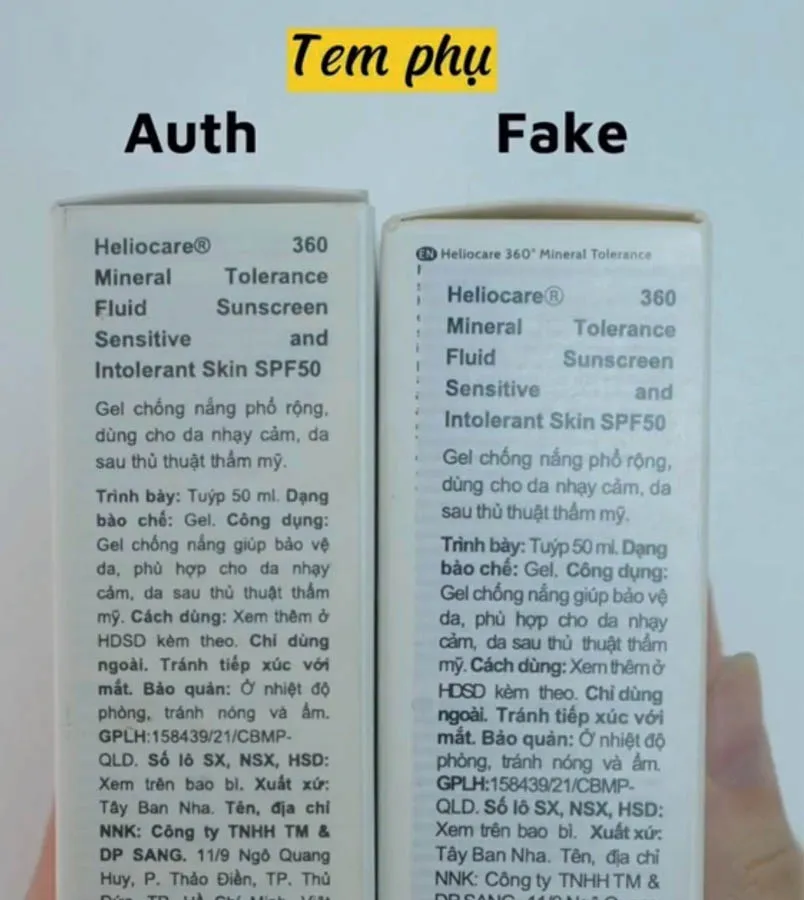 Tem phụ
Auth
Fake
Heliocare® 360
Mineral Tolerance
Fluid Sunscreen
Sensitive and
Intolerant Skin SPF50
Gel chống nắng phổ rộng,
dùng cho da nhạy cảm, da
sau thủ thuật thẩm mỹ.
Trình bày: Tuýp 50 ml. Dạng
bào chế: Gel. Công dụng:
Gel chống nắng giúp bảo vệ
da, phù hợp cho da nhạy
cảm, da sau thủ thuật thẩm
mỹ. Cách dùng: Xem thêm ở
HDSD kèm theo. Chỉ dùng
ngoài. Tránh tiếp xúc với
mắt. Bảo quản: Ở nhiệt độ
phòng, tránh nóng và ẩm.
GPLH:158439/21/CBMP-
QLD. Số lô SX, NSX, HSD:
Xem trên bao bì. Xuất xứ:
Tây Ban Nha. Tên, địa chỉ
NNK: Công ty TNHH TM &
DP SANG. 11/9 Ngô Quang
Huy, P. Thảo Điền, TP. Thủ
EN Heliocare 360° Mineral Tolerance
Heliocare® 360
Mineral Tolerance
Fluid Sunscreen
Sensitive and
Intolerant Skin SPF50
Gel chống nắng phổ rộng,
dùng cho da nhạy cảm, da
sau thủ thuật thẩm mỹ.
Trình bày: Tuýp 50 ml. Dạng
bào chế: Gel. Công dụng:
Gel chống nắng giúp bảo vệ
da, phù hợp cho da nhạy
cảm, da sau thủ thuật thẩm
mỹ. Cách dùng: Xem thêm ở
HDSD kèm theo. Chỉ dùng
ngoài. Tránh tiếp xúc với
mắt. Bảo quản: Ở nhiệt độ
phòng, tránh nóng và ẩm.
GPLH:158439/21/CBMP-
QLD. Số lô SX, NSX, HSD:
Xem trên bao bì. Xuất xứ:
Tây Ban Nha. Tên, địa chỉ
NNK: Công ty TNHH TM &